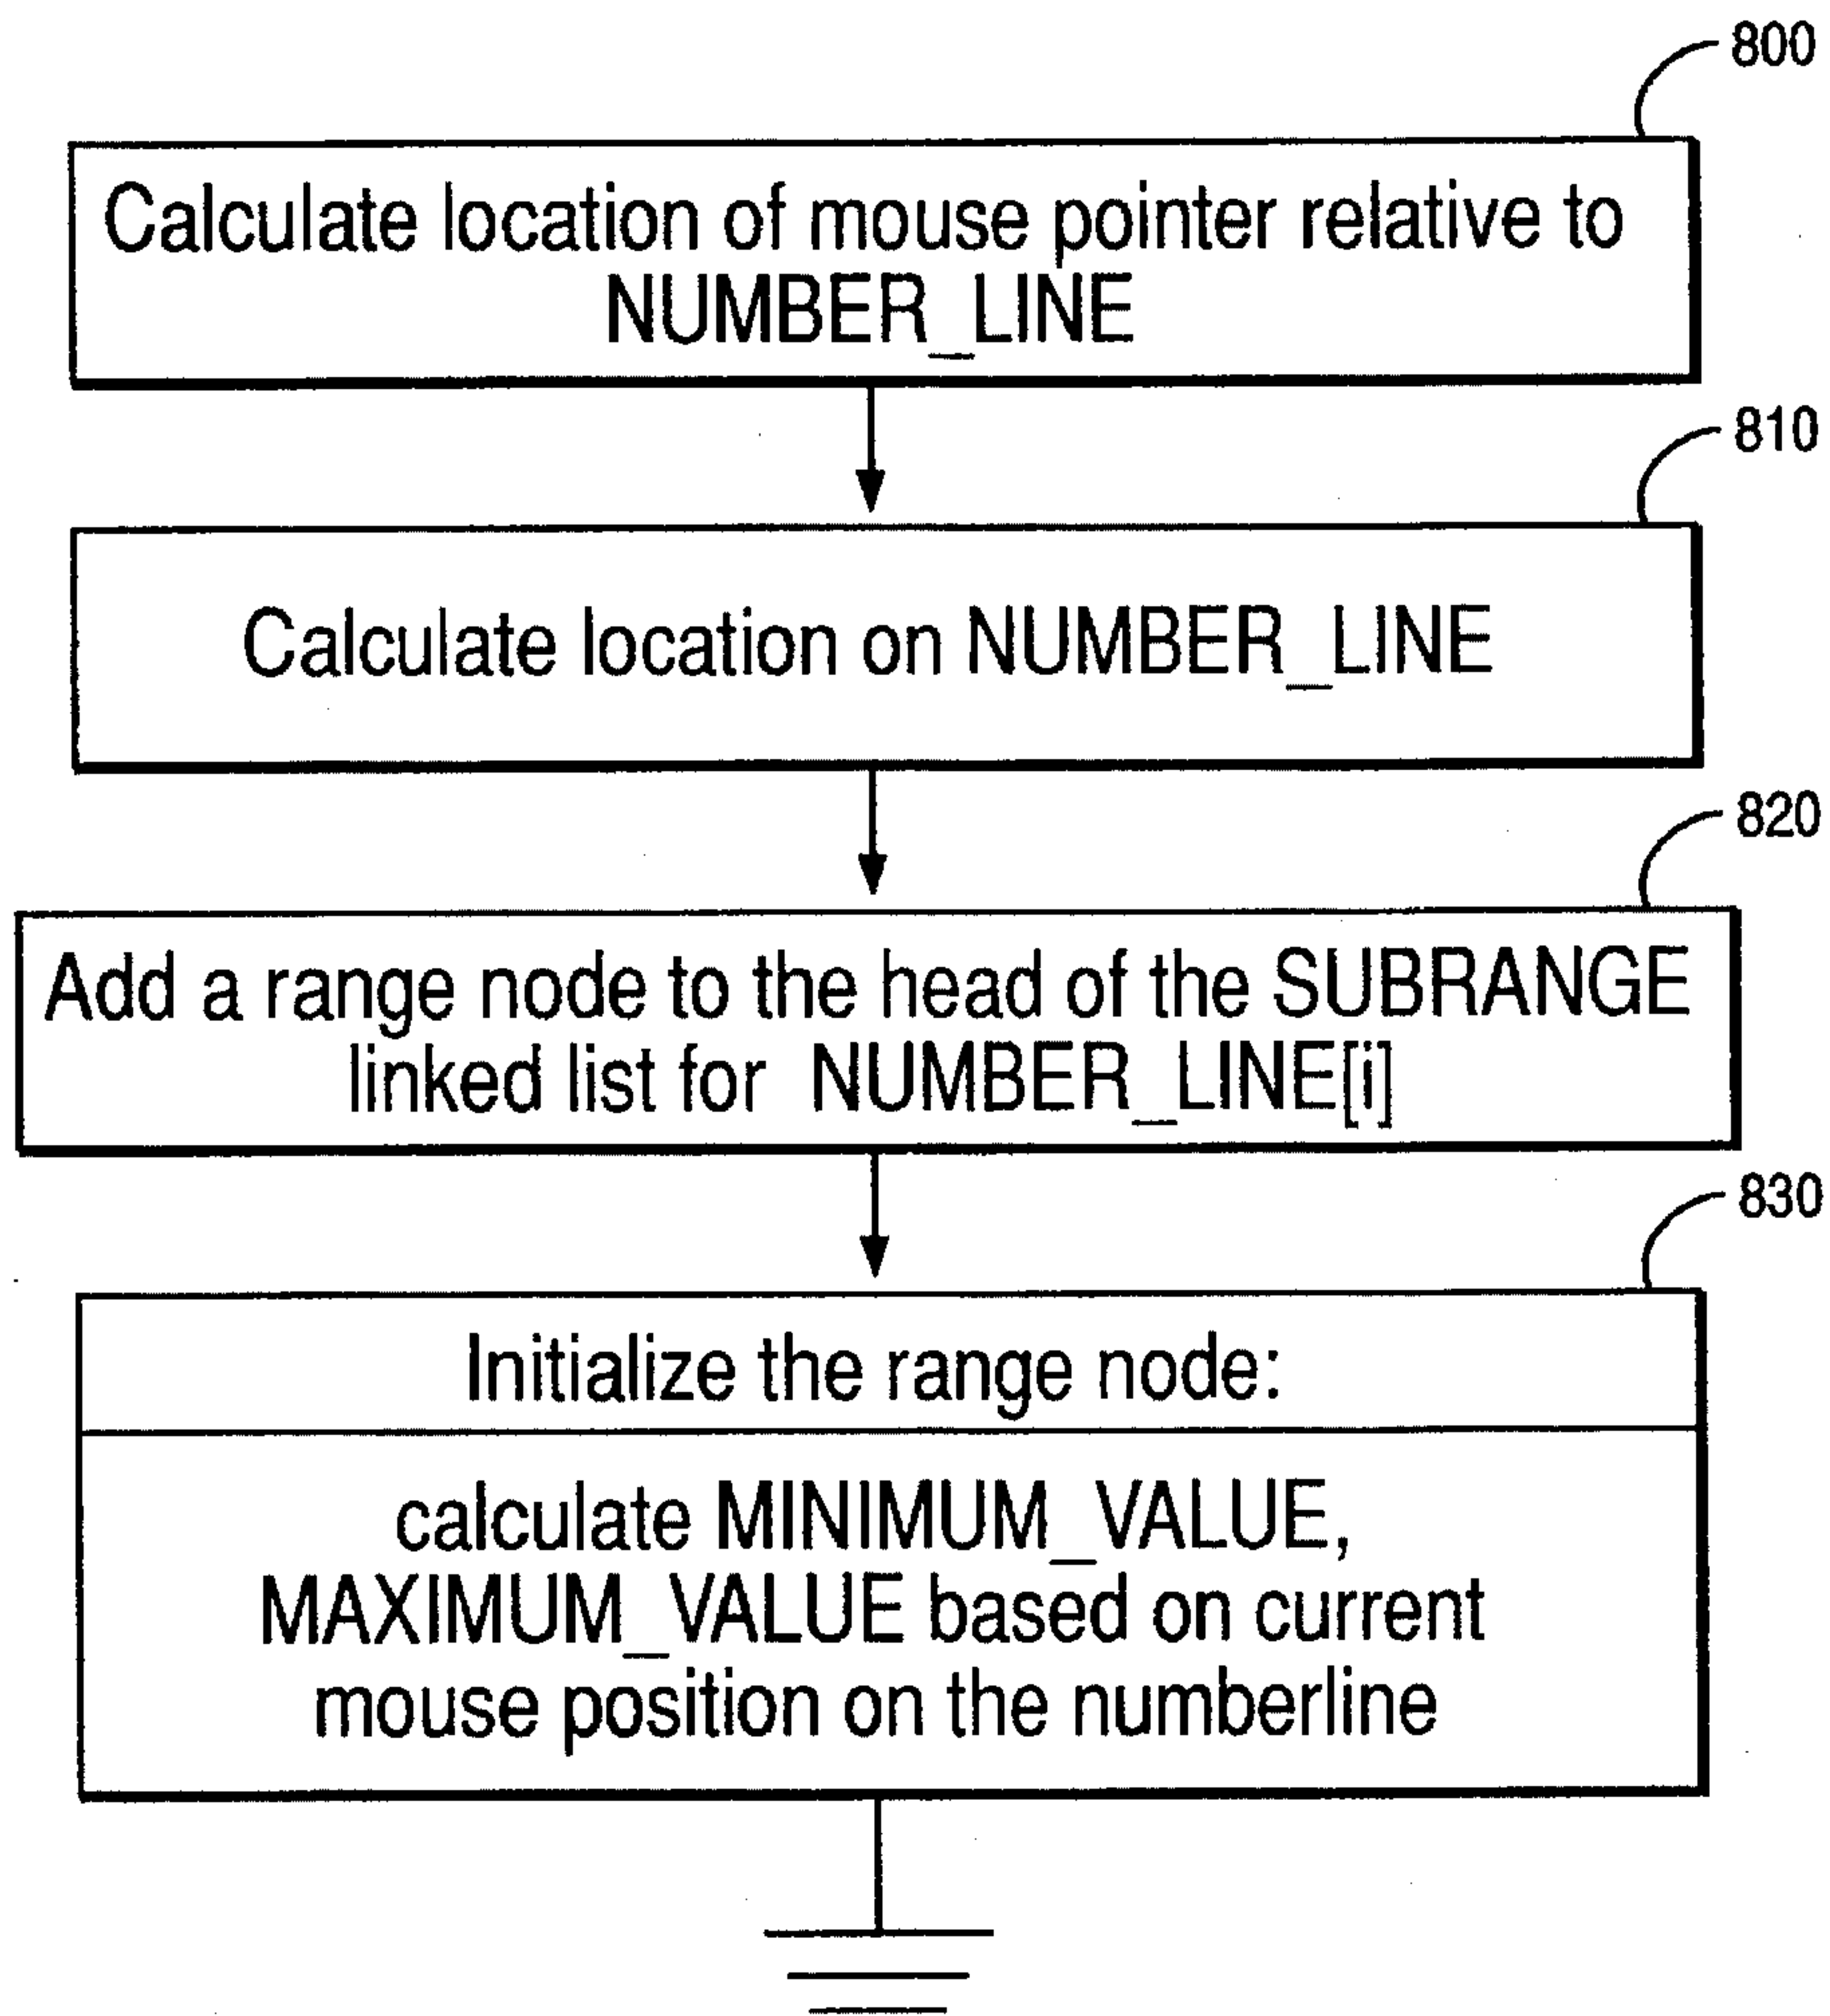 800
Calculate location of mouse pointer relative to
NUMBER_LINE
810
Calculate location on NUMBER_LINE
820
Add a range node to the head of the SUBRANGE
linked list for NUMBER_LINE[i]
830
Initialize the range node:
calculate MINIMUM_VALUE,
MAXIMUM_VALUE based on current
mouse position on the numberline